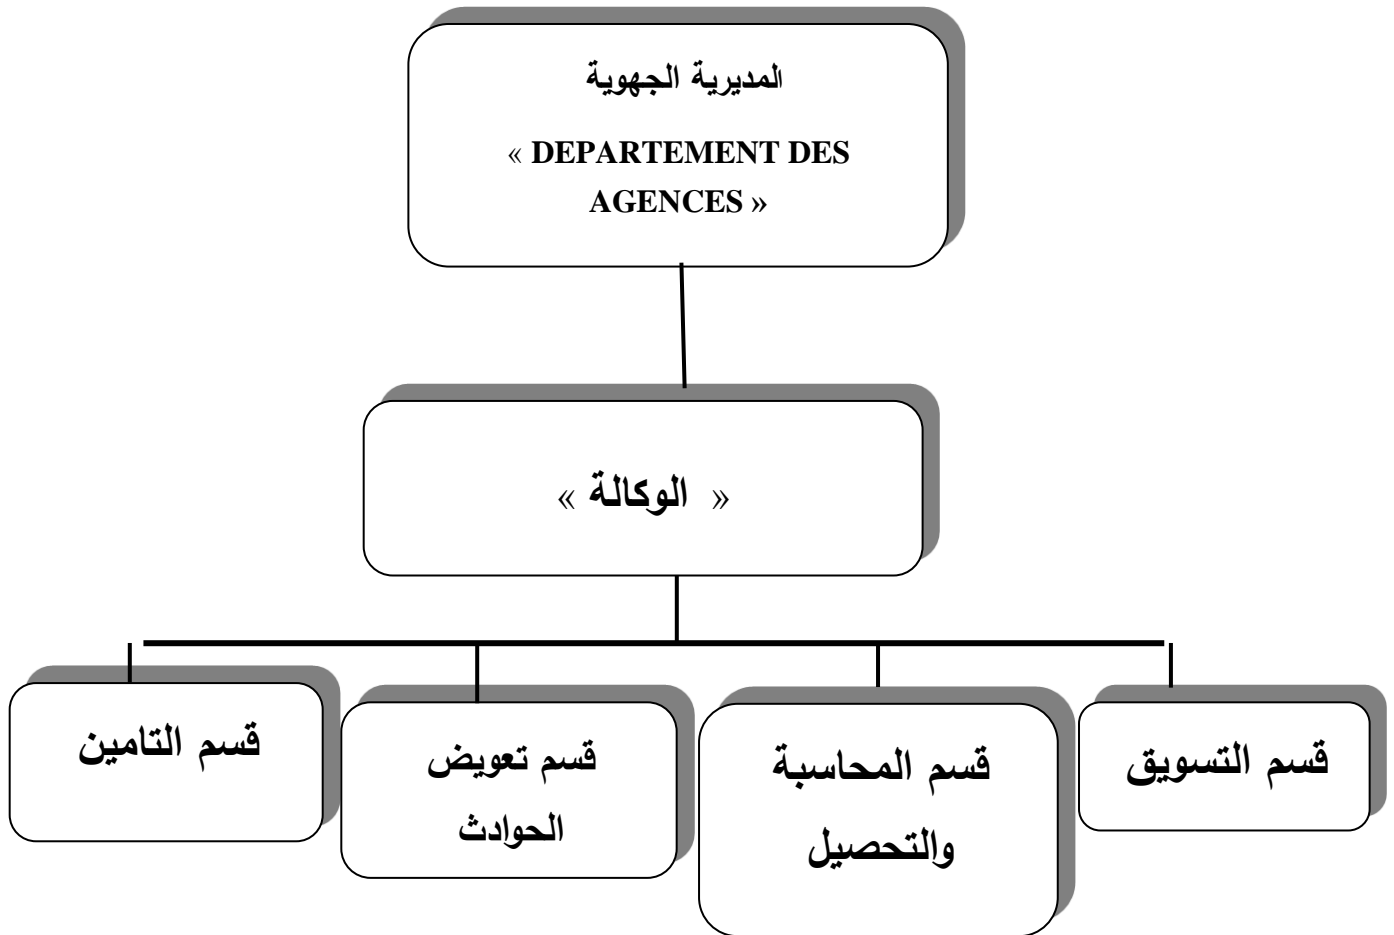 المديرية الجهوية
« DEPARTEMENT DES
AGENCES »
« الوكالة »
قسم التسويق
قسم المحاسبة
والتحصيل
قسم تعويض
الحوادث
قسم التامين